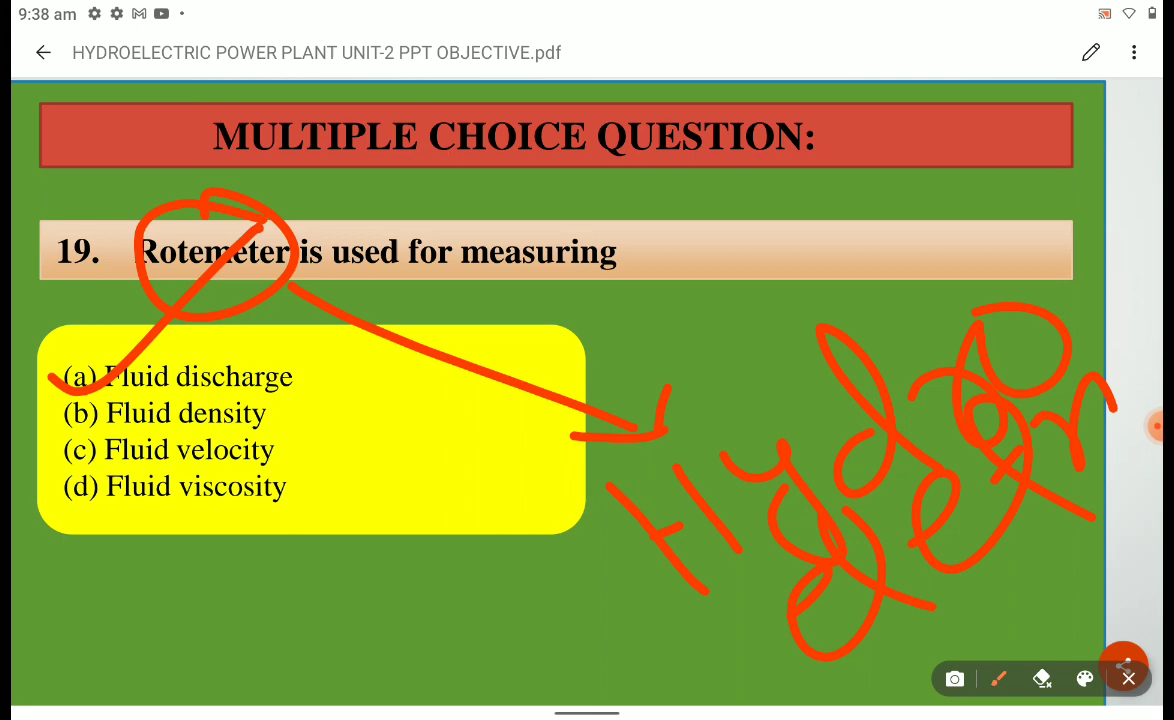 9:38 am
HYDROELECTRIC POWER PLANT UNIT-2 PPT OBJECTIVE.pdf
MULTIPLE CHOICE QUESTION:
19. Rotemeter is used for measuring
(a) Fluid discharge
(b) Fluid density
(c) Fluid velocity
(d) Fluid viscosity